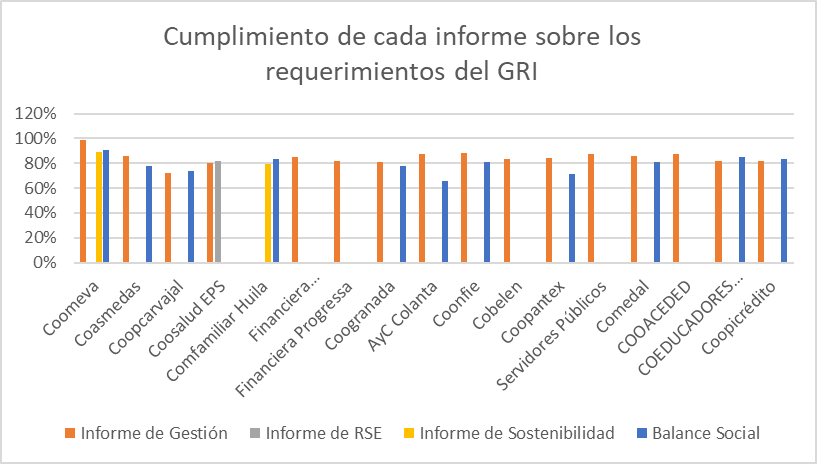 Cumplimiento de cada informe sobre los
requerimientos del GRI
120%
100%
80%
60%
40%
20%
0%
Coomeva
Coasmedas
Coopcarvajal
Coosalud EPS
Comfamiliar Huila
Financiera...
Financiera Progressa
Coogranada
AyC Colanta
Coonfie
Cobelen
Coopantex
Servidores Públicos
Comedal
COOACEDED
COEDUCADORES...
Coopicrédito
Informe de Gestión
Informe de RSE
Informe de Sostenibilidad
Balance Social